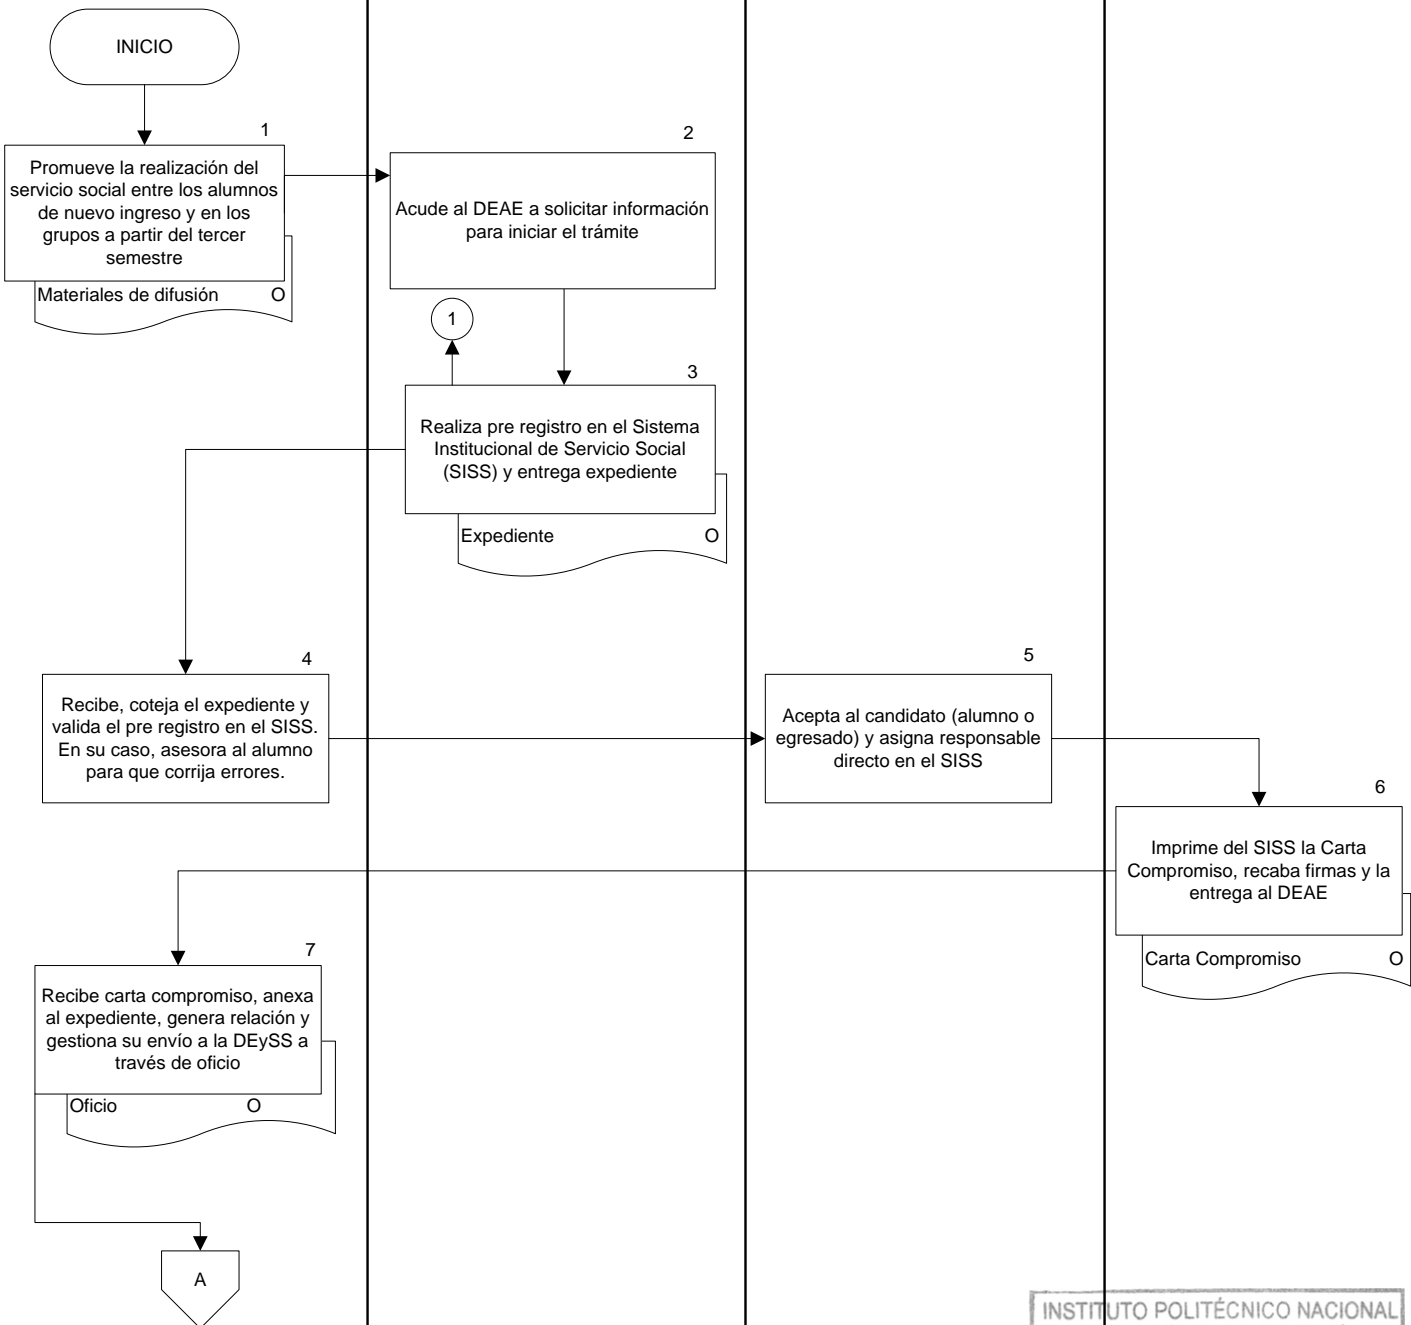 INICIO
1
Promueve la realización del
servicio social entre los alumnos
de nuevo ingreso y en los
grupos a partir del tercer
semestre
Materiales de difusión O
2
Acude al DEAE a solicitar información
para iniciar el trámite
1
3
Realiza pre registro en el Sistema
Institucional de Servicio Social
(SISS) y entrega expediente
Expediente O
4
Recibe, coteja el expediente y
valida el pre registro en el SISS.
En su caso, asesora al alumno
para que corrija errores.
5
Acepta al candidato (alumno o
egresado) y asigna responsable
directo en el SISS
6
Imprime del SISS la Carta
Compromiso, recaba firmas y la
entrega al DEAE
Carta Compromiso O
7
Recibe carta compromiso, anexa
al expediente, genera relación y
gestiona su envío a la DEySS a
través de oficio
Oficio O
A
INSTITUTO POLITÉCNICO NACIONAL